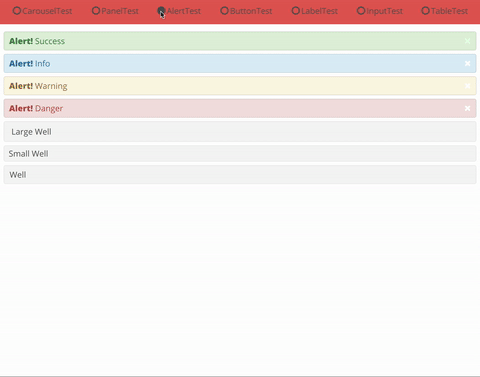 CarouselTest PanelTest AlertTest ButtonTest LabelTest InputTest TableTest
Alert! Success ×
Alert! Info ×
Alert! Warning ×
Alert! Danger ×
Large Well
Small Well
Well